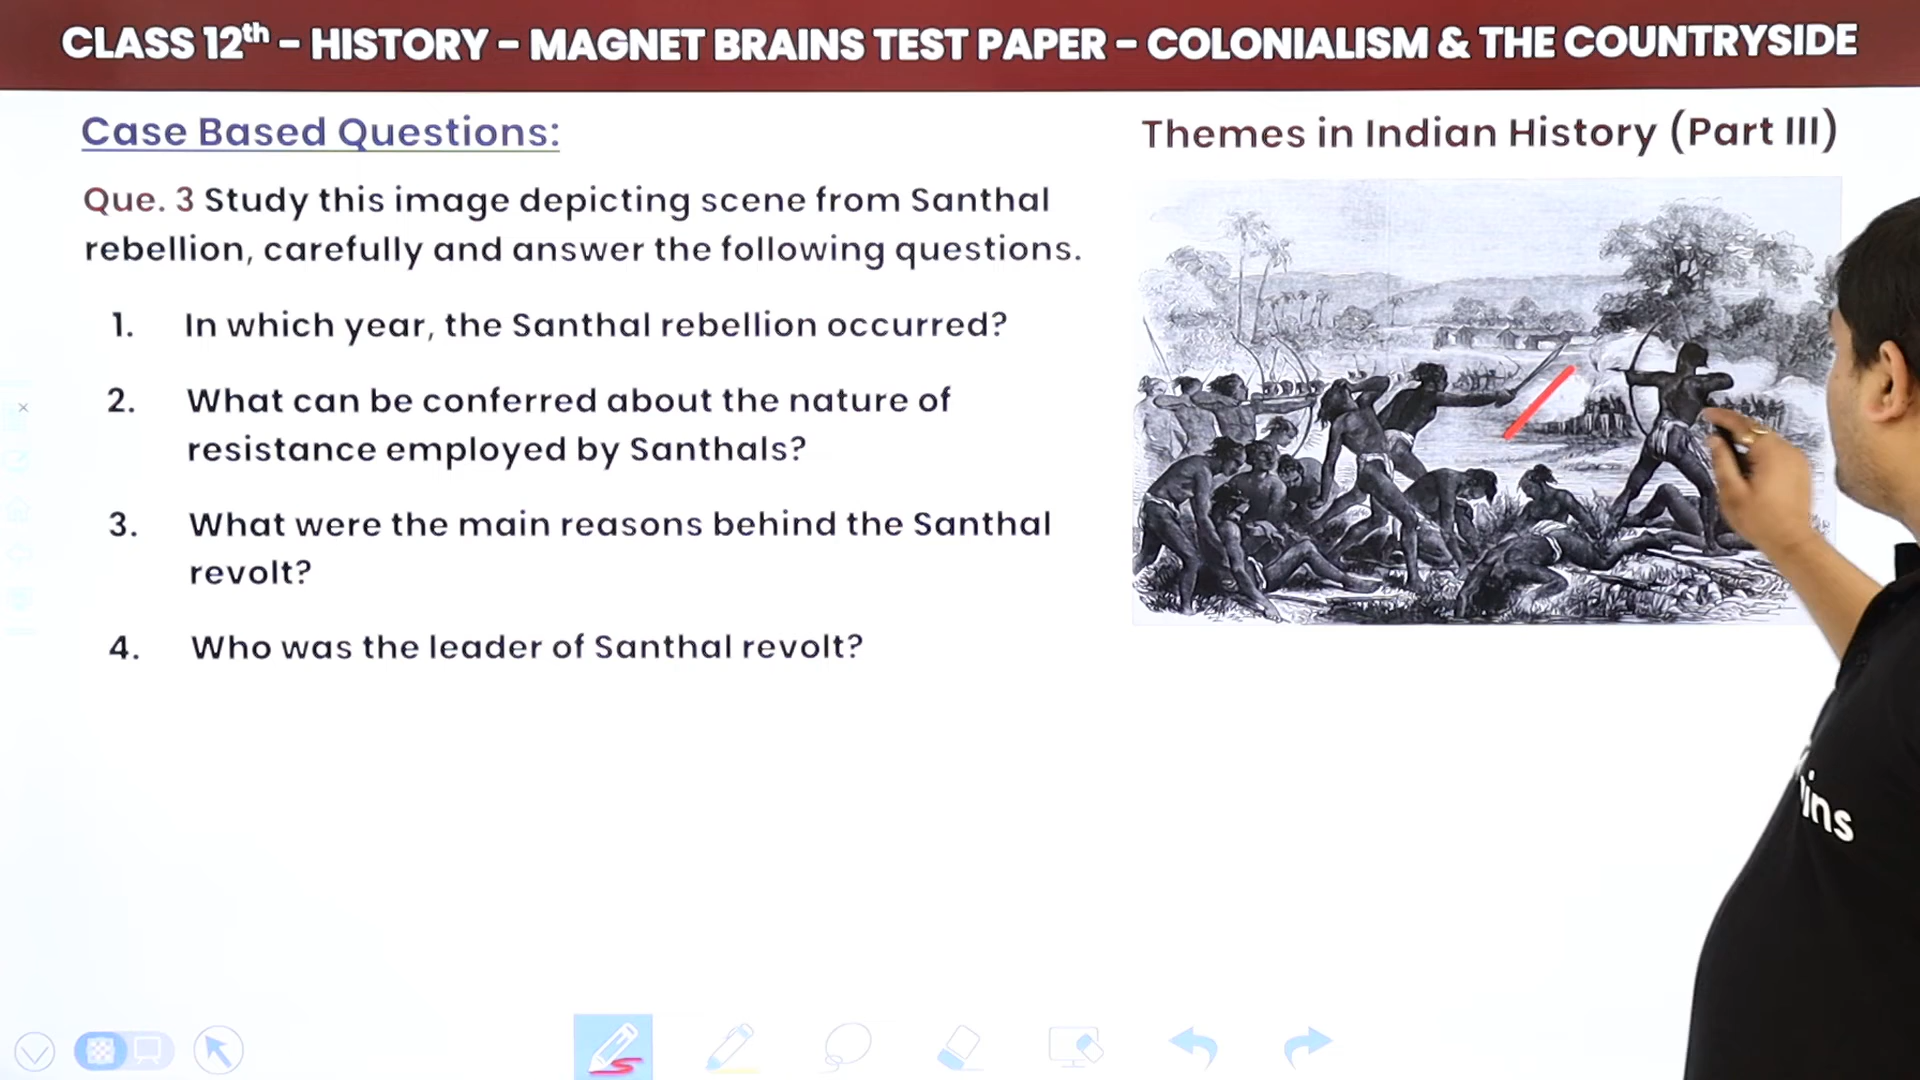 CLASS 12th – HISTORY – MAGNET BRAINS TEST PAPER – COLONIALISM & THE COUNTRYSIDE
Case Based Questions:
Themes in Indian History (Part III)
Que. 3 Study this image depicting scene from Santhal
rebellion, carefully and answer the following questions.
1. In which year, the Santhal rebellion occurred?
2. What can be conferred about the nature of
resistance employed by Santhals?
3. What were the main reasons behind the Santhal
revolt?
4. Who was the leader of Santhal revolt?